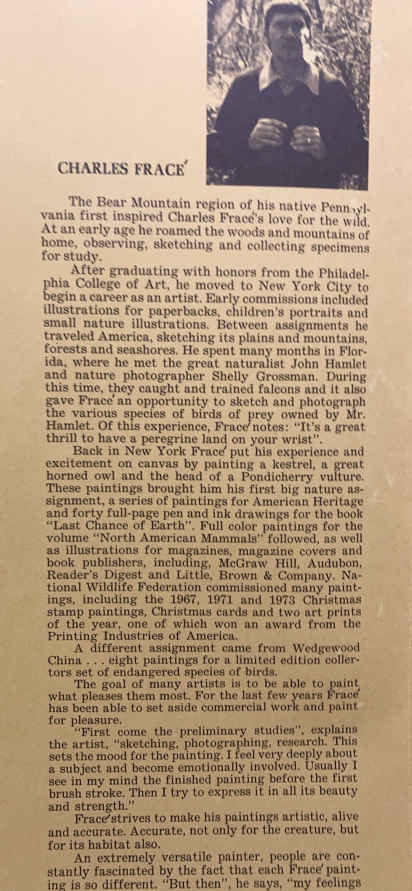 CHARLES FRACÉ
The Bear Mountain region of his native Pennsyl-
vania first inspired Charles Fracé's love for the wild.
At an early age he roamed the woods and mountains of
home, observing, sketching and collecting specimens
for study.
After graduating with honors from the Philadel-
phia College of Art, he moved to New York City to
begin a career as an artist. Early commissions included
illustrations for paperbacks, children's portraits and
small nature illustrations. Between assignments he
traveled America, sketching its plains and mountains,
forests and seashores. He spent many months in Flor-
ida, where he met the great naturalist John Hamlet
and nature photographer Shelly Grossman. During
this time, they caught and trained falcons and it also
gave Fracé an opportunity to sketch and photograph
the various species of birds of prey owned by Mr.
Hamlet. Of this experience, Fracé notes: "It's a great
thrill to have a peregrine land on your wrist".
Back in New York Fracé put his experience and
excitement on canvas by painting a kestrel, a great
horned owl and the head of a Pondicherry vulture.
These paintings brought him his first big nature as-
signment, a series of paintings for American Heritage
and forty full-page pen and ink drawings for the book
"Last Chance of Earth". Full color paintings for the
volume "North American Mammals" followed, as well
as illustrations for magazines, magazine covers and
book publishers, including, McGraw Hill, Audubon,
Reader's Digest and Little, Brown & Company. Na-
tional Wildlife Federation commissioned many paint-
ings, including the 1967, 1971 and 1973 Christmas
stamp paintings, Christmas cards and two art prints
of the year, one of which won an award from the
Printing Industries of America.
A different assignment came from Wedgewood
China . . . eight paintings for a limited edition coller-
tors set of endangered species of birds.
The goal of many artists is to be able to paint
what pleases them most. For the last few years Fracé
has been able to set aside commercial work and paint
for pleasure.
"First come the preliminary studies", explains
the artist, "sketching, photographing, research. This
sets the mood for the painting. I feel very deeply about
a subject and become emotionally involved. Usually I
see in my mind the finished painting before the first
brush stroke. Then I try to express it in all its beauty
and strength."
Fracé strives to make his paintings artistic, alive
and accurate. Accurate, not only for the creature, but
for its habitat also.
An extremely versatile painter, people are con-
stantly fascinated by the fact that each Fracé paint-
ing is so different. "But then", he says, "my feelings